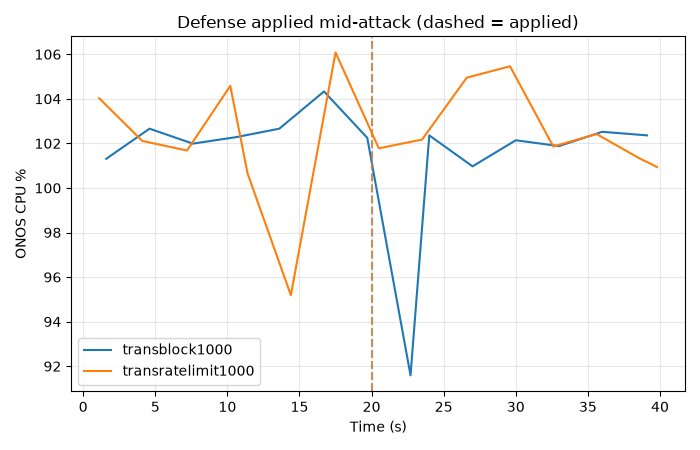 Defense applied mid-attack (dashed = applied)
106
104
102
100
98
96
94
92
ONOS CPU %
transblock1000
transratelimit1000
0 5 10 15 20 25 30 35 40
Time (s)